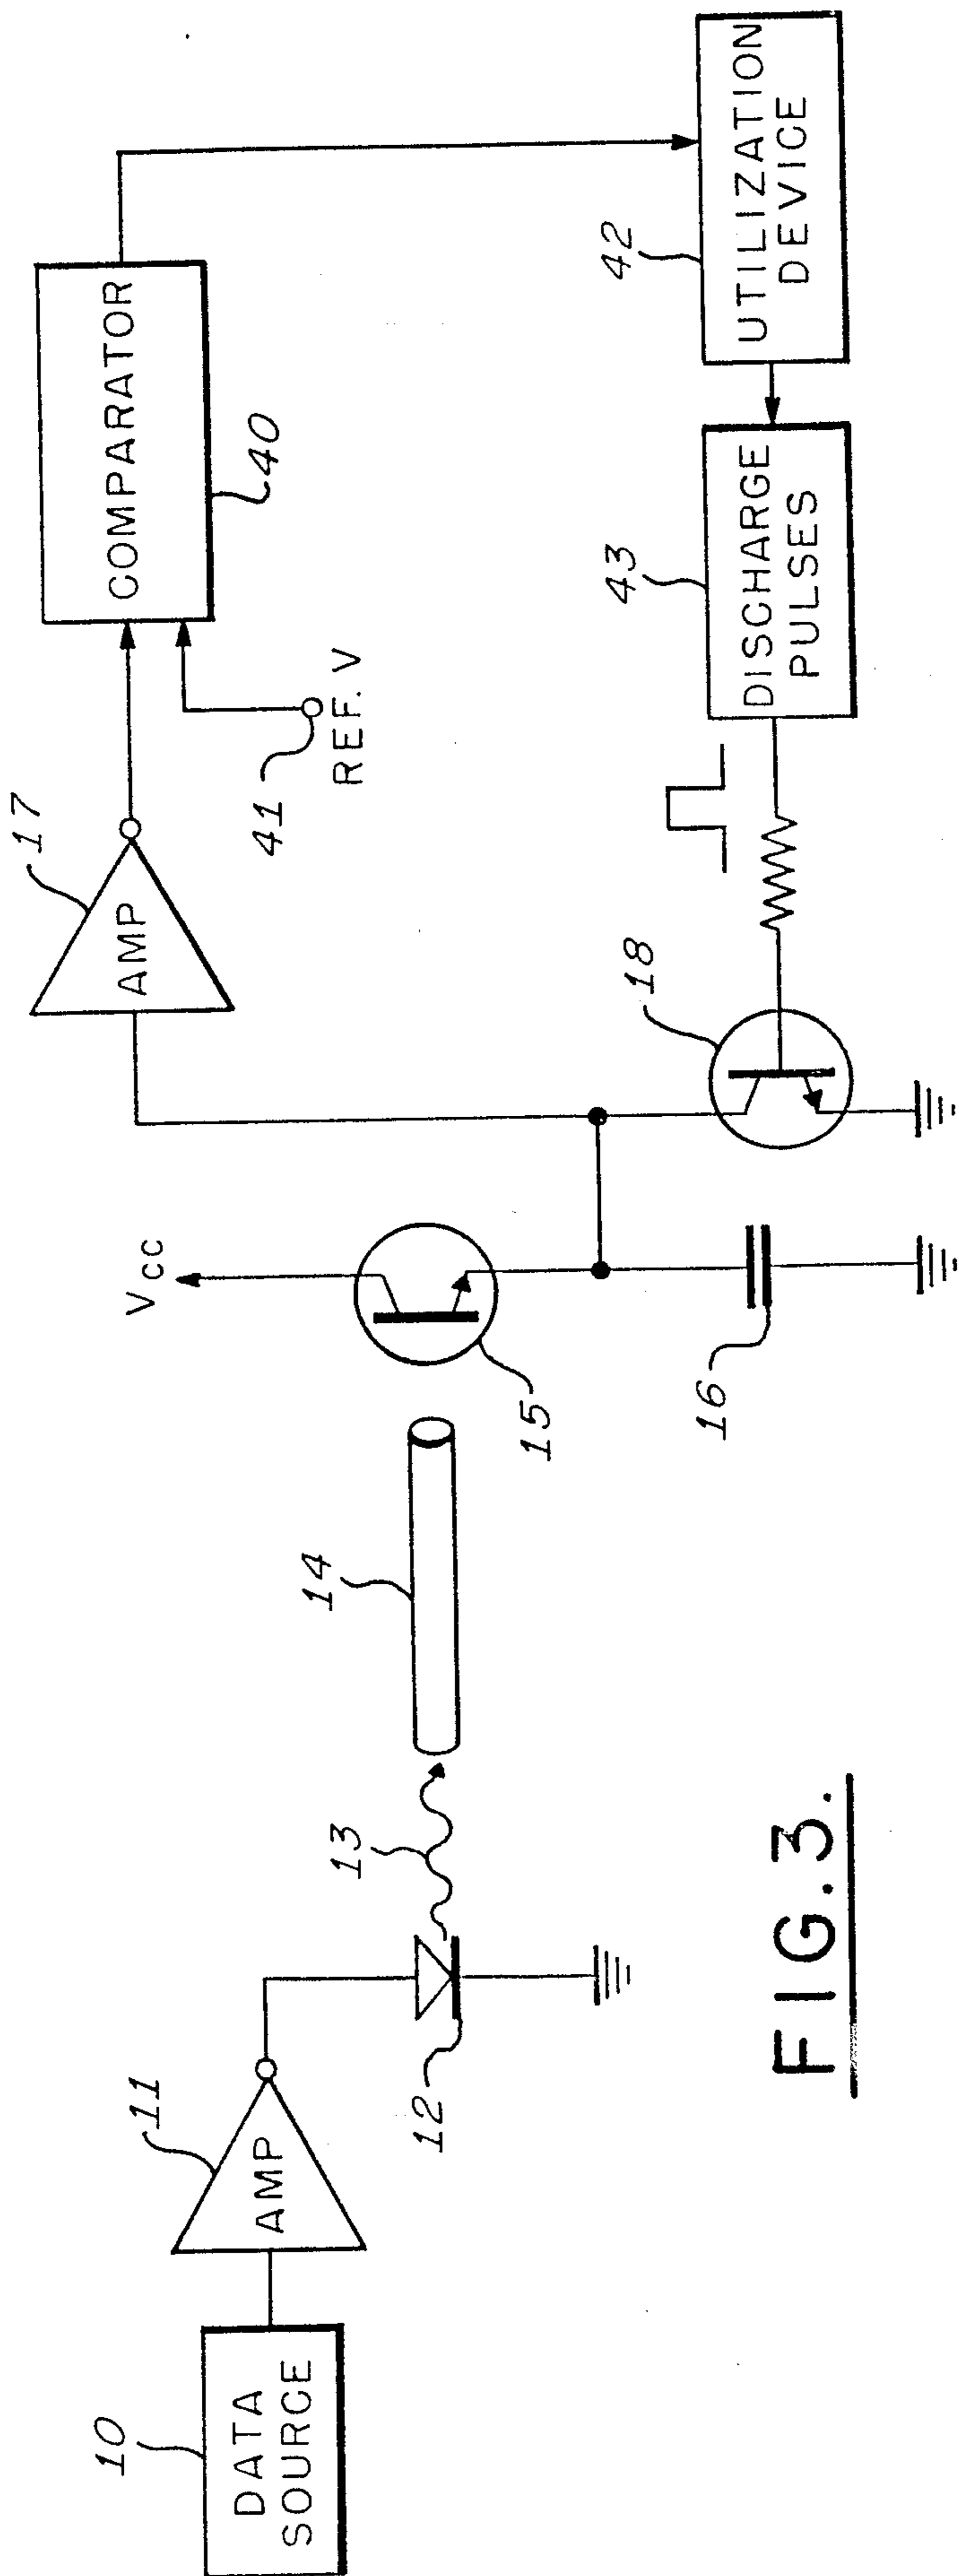 10
DATA
SOURCE
11
AMP
12
13
14
15
VCC
16
17
AMP
18
COMPARATOR
40
41
REF. V
42
UTILIZATION
DEVICE
43
DISCHARGE
PULSES
FIG.3.